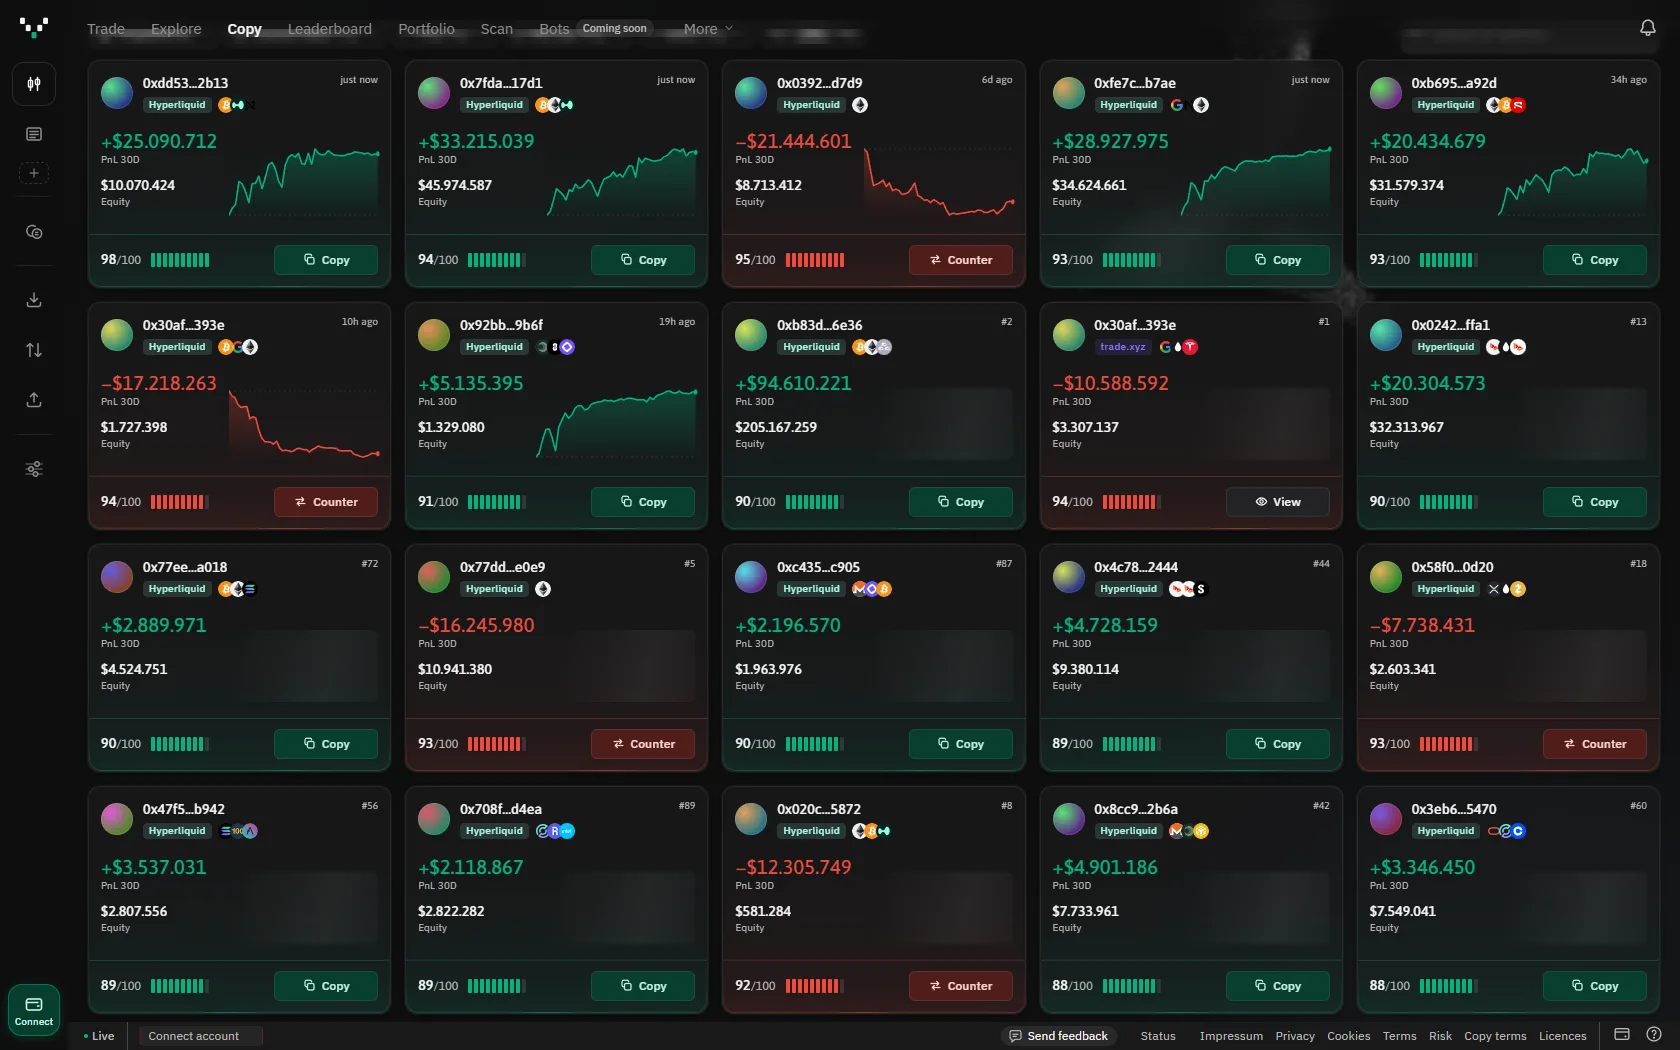 Trade Explore Copy Leaderboard Portfolio Scan Bots Coming soon More
0xdd53...2b13 just now
Hyperliquid
+$25.090.712
PnL 30D
$10.070.424
Equity
98/100 Copy
0x7fda...17d1 just now
Hyperliquid
+$33.215.039
PnL 30D
$45.974.587
Equity
94/100 Copy
0x0392...d7d9 6d ago
Hyperliquid
−$21.444.601
PnL 30D
$8.713.412
Equity
95/100 Counter
0xfe7c...b7ae just now
Hyperliquid
+$28.927.975
PnL 30D
$34.624.661
Equity
93/100 Copy
0xb695...a92d 34h ago
Hyperliquid
+$20.434.679
PnL 30D
$31.579.374
Equity
93/100 Copy
0x30af...393e 10h ago
Hyperliquid
−$17.218.263
PnL 30D
$1.727.398
Equity
94/100 Counter
0x92bb...9b6f 19h ago
Hyperliquid
+$5.135.395
PnL 30D
$1.329.080
Equity
91/100 Copy
0xb83d...6e36 #2
Hyperliquid
+$94.610.221
PnL 30D
$205.167.259
Equity
90/100 Copy
0x30af...393e #1
trade.xyz
−$10.588.592
PnL 30D
$3.307.137
Equity
94/100 View
0x0242...ffa1 #13
Hyperliquid
+$20.304.573
PnL 30D
$32.313.967
Equity
90/100 Copy
0x77ee...a018 #72
Hyperliquid
+$2.889.971
PnL 30D
$4.524.751
Equity
90/100 Copy
0x77dd...e0e9 #5
Hyperliquid
−$16.245.980
PnL 30D
$10.941.380
Equity
93/100 Counter
0xc435...c905 #87
Hyperliquid
+$2.196.570
PnL 30D
$1.963.976
Equity
90/100 Copy
0x4c78...2444 #44
Hyperliquid
+$4.728.159
PnL 30D
$9.380.114
Equity
89/100 Copy
0x58f0...0d20 #18
Hyperliquid
−$7.738.431
PnL 30D
$2.603.341
Equity
93/100 Counter
0x47f5...b942 #56
Hyperliquid
+$3.537.031
PnL 30D
$2.807.556
Equity
89/100 Copy
0x708f...d4ea #89
Hyperliquid
+$2.118.867
PnL 30D
$2.822.282
Equity
89/100 Copy
0x020c...5872 #8
Hyperliquid
−$12.305.749
PnL 30D
$581.284
Equity
92/100 Counter
0x8cc9...2b6a #42
Hyperliquid
+$4.901.186
PnL 30D
$7.733.961
Equity
88/100 Copy
0x3eb6...5470 #60
Hyperliquid
+$3.346.450
PnL 30D
$7.549.041
Equity
88/100 Copy
Connect
Live Connect account Send feedback Status Impressum Privacy Cookies Terms Risk Copy terms Licences